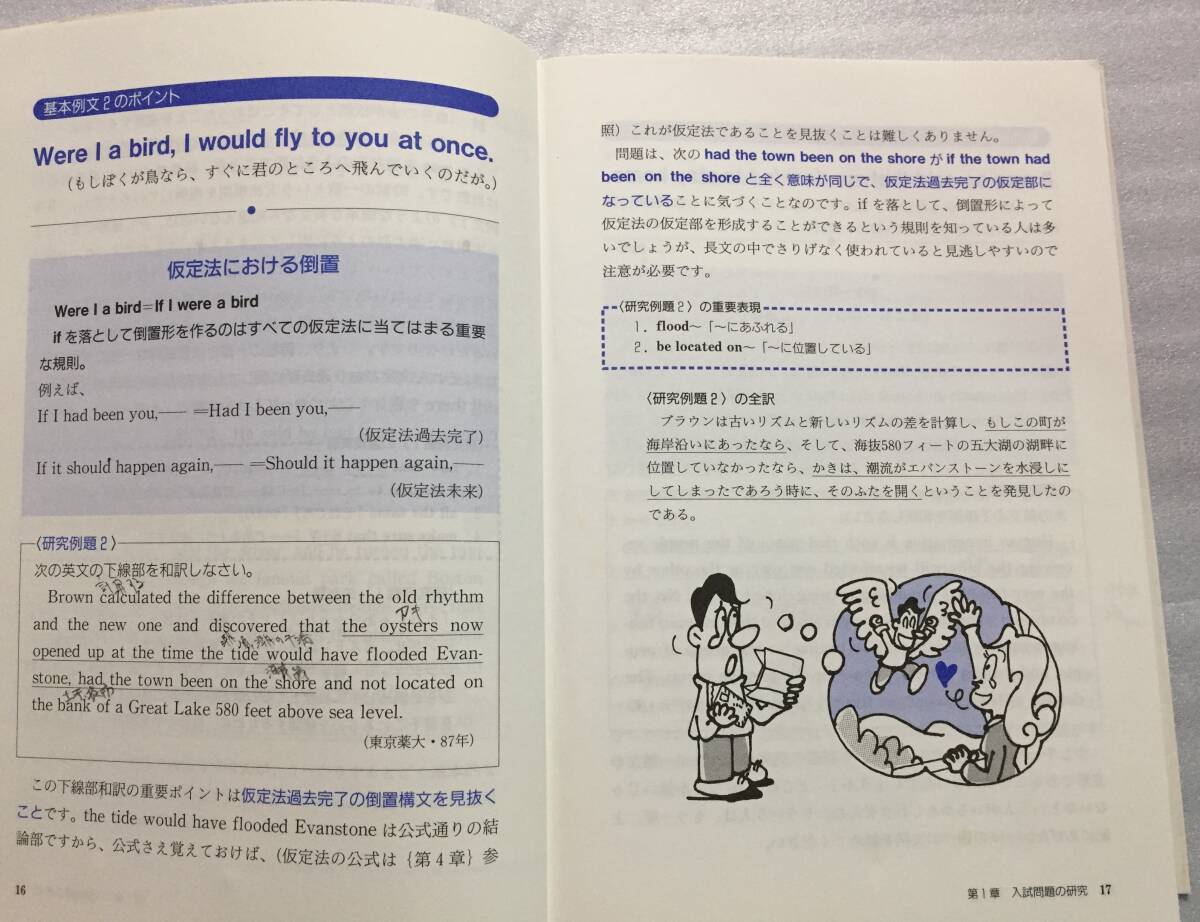 基本例文2のポイント
Were I a bird, I would fly to you at once.
(もしぼくが鳥なら、すぐに君のところへ飛んでいくのだが。)
仮定法における倒置
Were I a bird=If I were a bird
ifを落として倒置形を作るのはすべての仮定法に当てはまる重要
な規則。
例えば、
If I had been you,── =Had I been you,──
(仮定法過去完了)
If it should happen again,── =Should it happen again,──
(仮定法未来)
〈研究例題2〉
次の英文の下線部を和訳しなさい。
Brown calculated the difference between the old rhythm
カキ
and the new one and discovered that the oysters now
opened up at the time the tide would have flooded Evan-
stone, had the town been on the shore and not located on
the bank of a Great Lake 580 feet above sea level.
(東京薬大・87年)
この下線部和訳の重要ポイントは仮定法過去完了の倒置構文を見抜く
ことです。the tide would have flooded Evanstoneは公式通りの結
論部ですから、公式さえ覚えておけば、(仮定法の公式は{第4章}参
16
照) これが仮定法であることを見抜くことは難しくありません。
問題は、次のhad the town been on the shoreがif the town had
been on the shoreと全く意味が同じで、仮定法過去完了の仮定部に
なっていることに気づくことなのです。ifを落として、倒置形によって
仮定法の仮定部を形成することができるという規則を知っている人は多
いでしょうが、長文の中でさりげなく使われていると見逃しやすいので
注意が必要です。
〈研究例題2〉の重要表現
1. flood~「~にあふれる」
2. be located on~「~に位置している」
〈研究例題2〉の全訳
ブラウンは古いリズムと新しいリズムの差を計算し、もしこの町が
海岸沿いにあったなら、そして、海抜580フィートの五大湖の湖畔に
位置していなかったなら、かきは、潮流がエバンストーンを水浸しに
してしまったであろう時に、そのふたを開くということを発見したの
である。
第1章 入試問題の研究 17